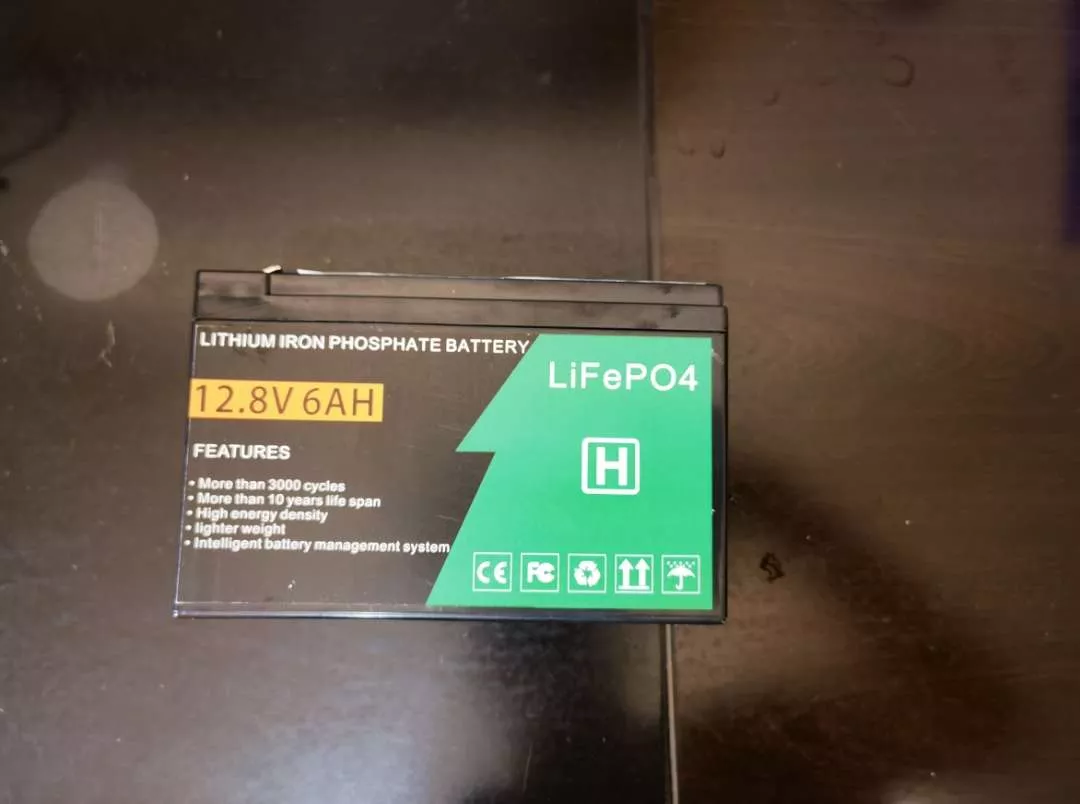 LITHIUM IRON PHOSPHATE BATTERY
LiFePO4
12.8V 6AH
H
FEATURES
• More than 3000 cycles
• More than 10 years life span
• High energy density
• lighter weight
• Intelligent battery management system
CE FC